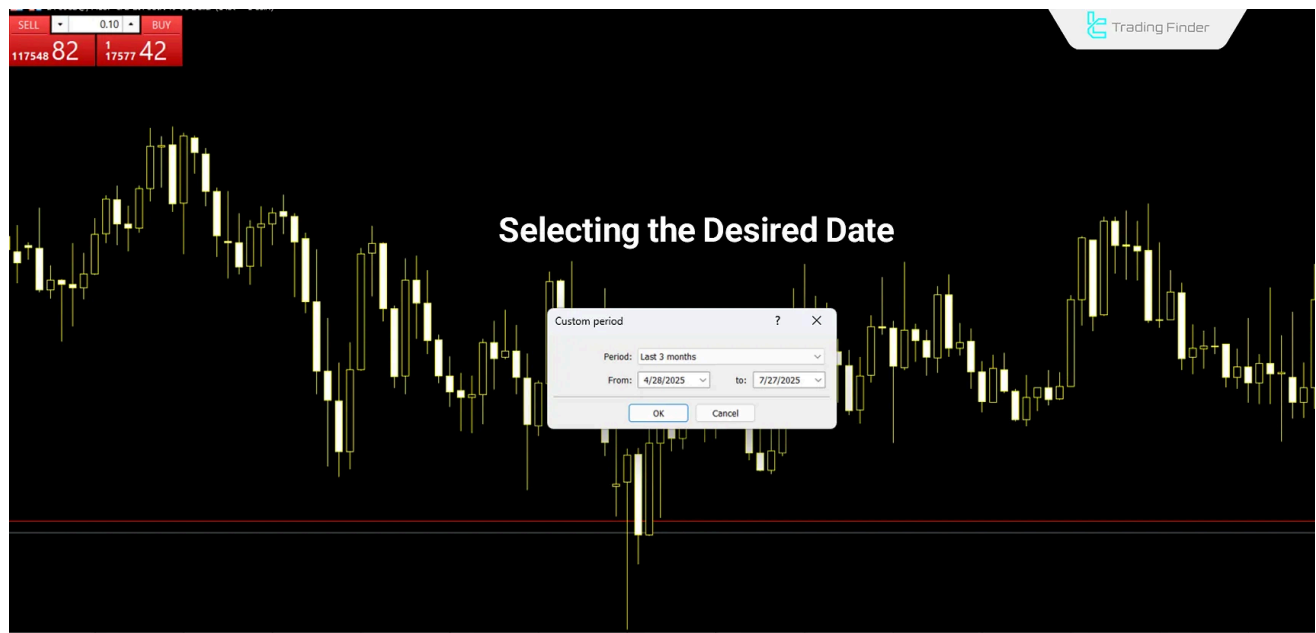 SELL 0.10 BUY
117548 82 1 17577 42
Trading Finder
Selecting the Desired Date
Custom period ?
Period: Last 3 months
From: 4/28/2025 to: 7/27/2025
OK Cancel